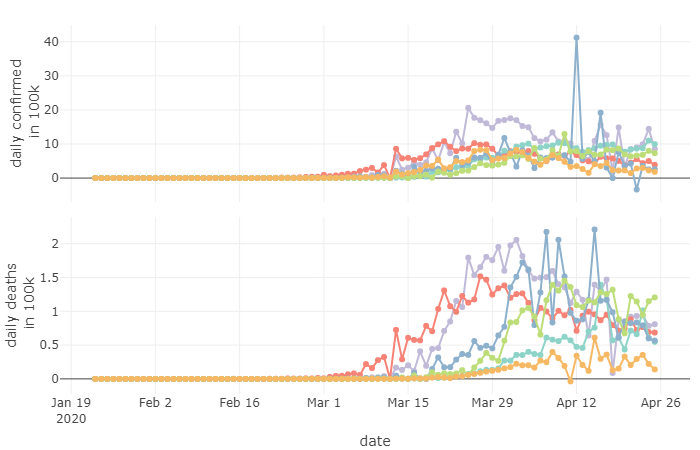 daily confirmed
in 100k
40
30
20
10
0
daily deaths
in 100k
2
1.5
1
0.5
0
Jan 19
2020
Feb 2
Feb 16
Mar 1
Mar 15
Mar 29
Apr 12
Apr 26
date